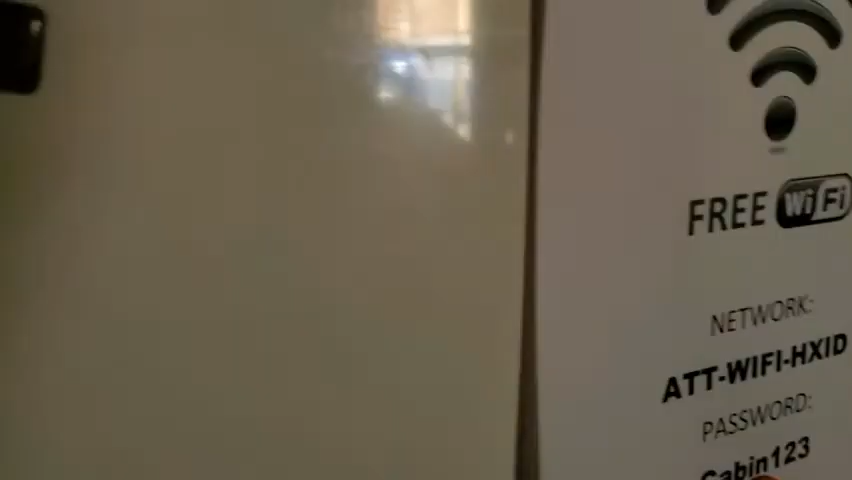 FREE WiFi
NETWORK:
ATT-WIFI-HXID
PASSWORD:
Cabin123